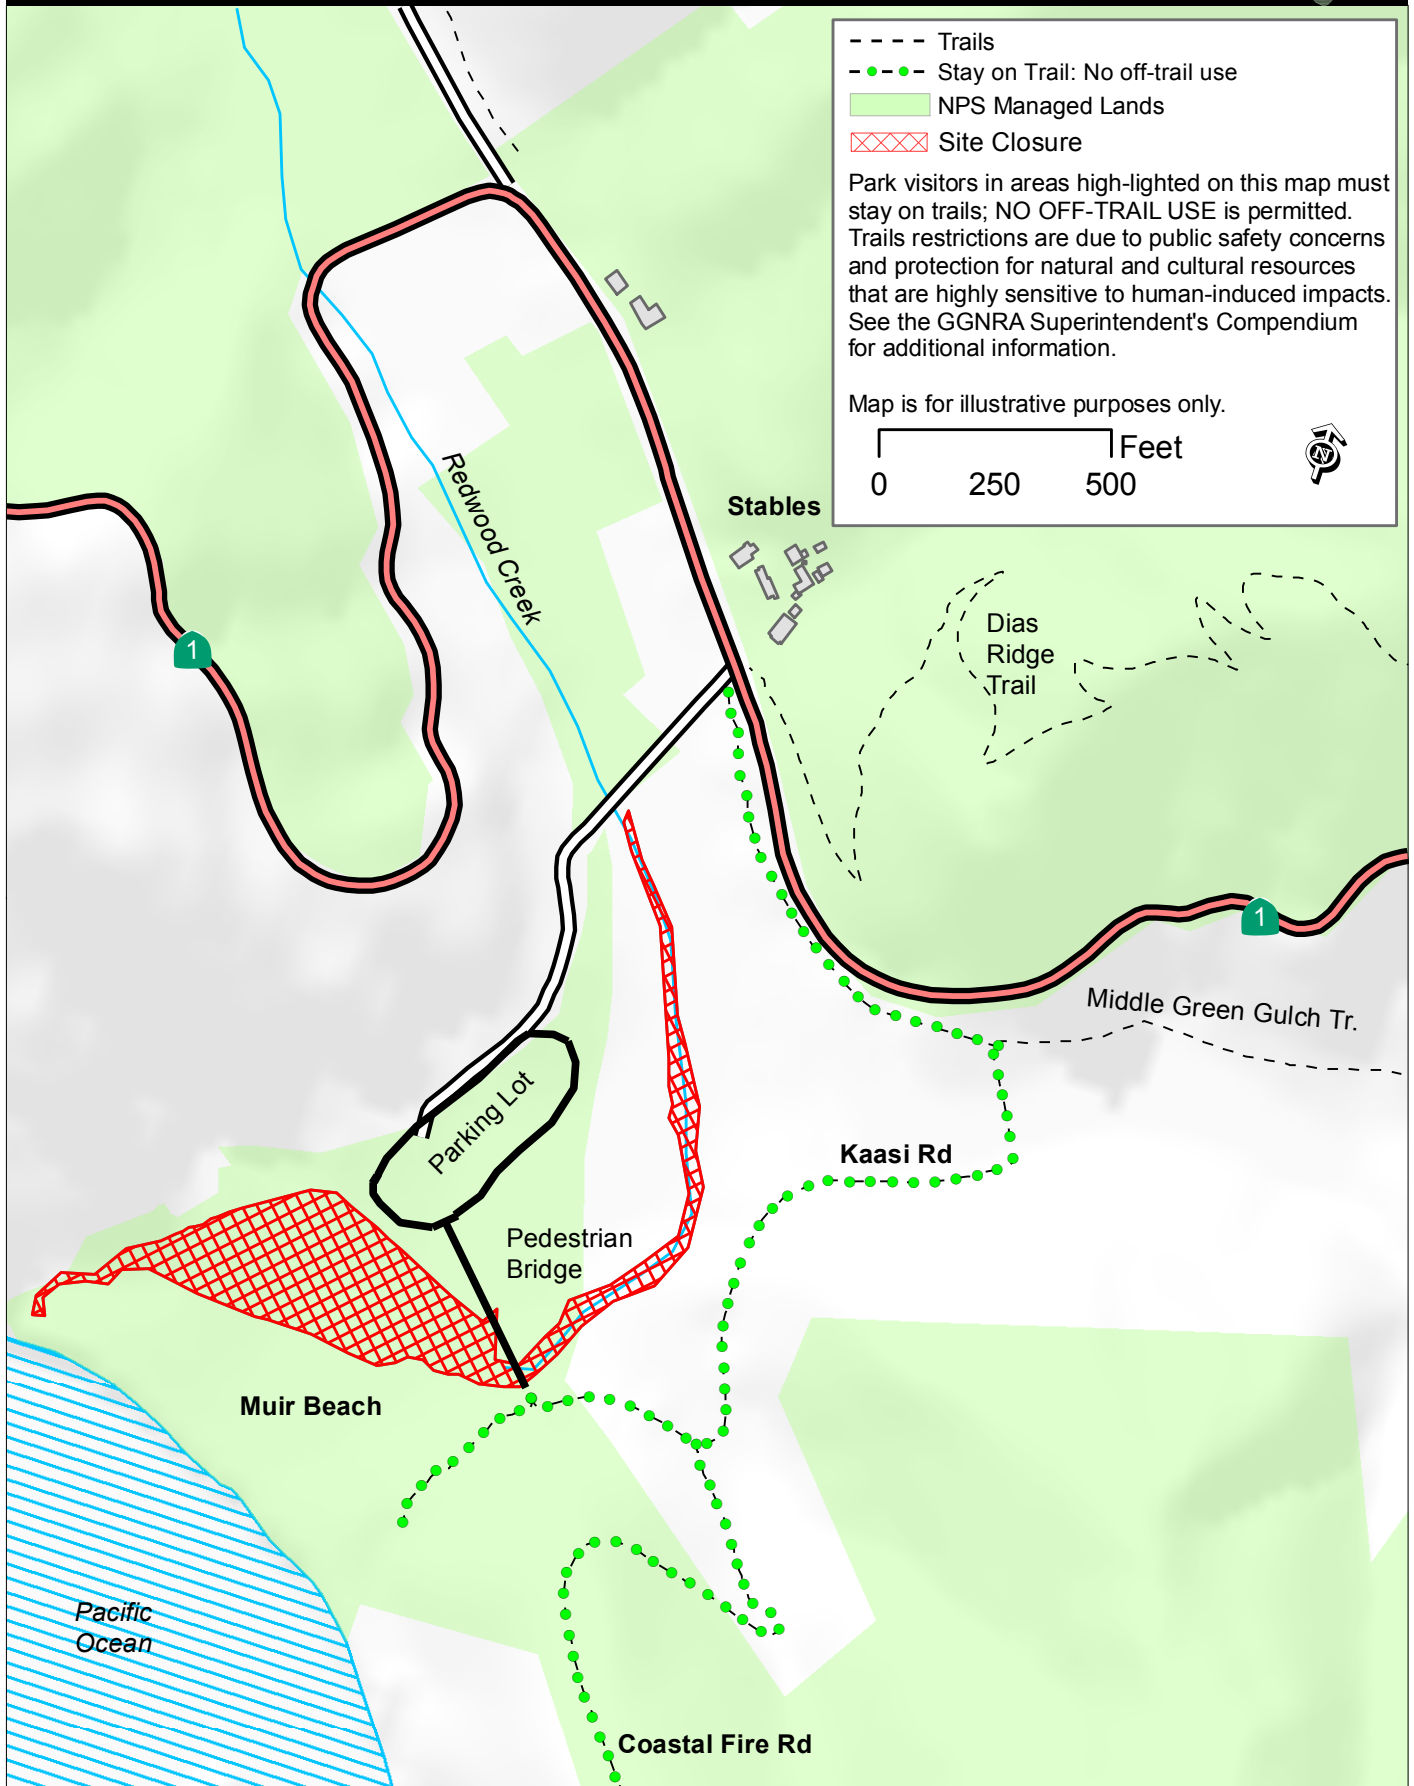 Trails
Stay on Trail: No off-trail use
NPS Managed Lands
Site Closure
Park visitors in areas high-lighted on this map must
stay on trails; NO OFF-TRAIL USE is permitted.
Trails restrictions are due to public safety concerns
and protection for natural and cultural resources
that are highly sensitive to human-induced impacts.
See the GGNRA Superintendent's Compendium
for additional information.
Map is for illustrative purposes only.
Feet
0 250 500
N
Stables
Redwood Creek
Dias
Ridge
Trail
1
1
Middle Green Gulch Tr.
Parking Lot
Kaasi Rd
Pedestrian
Bridge
Muir Beach
Pacific
Ocean
Coastal Fire Rd